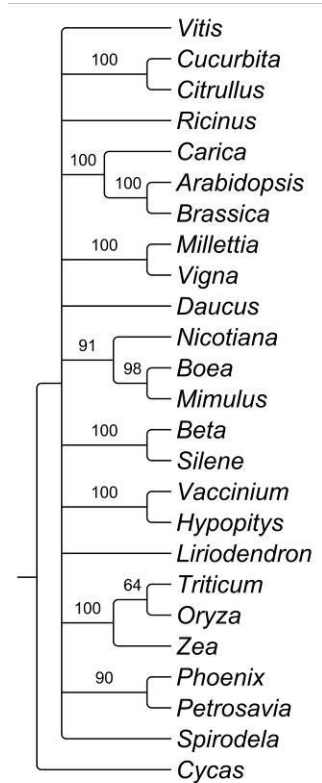 Vitis
100
Cucurbita
Citrullus
Ricinus
Carica
100
100
Arabidopsis
Brassica
100
Millettia
Vigna
Daucus
Nicotiana
91
98
Boea
Mimulus
100
Beta
Silene
100
Vaccinium
Hypopitys
Liriodendron
64
Triticum
100
Oryza
Zea
90
Phoenix
Petrosavia
Spirodela
Cycas